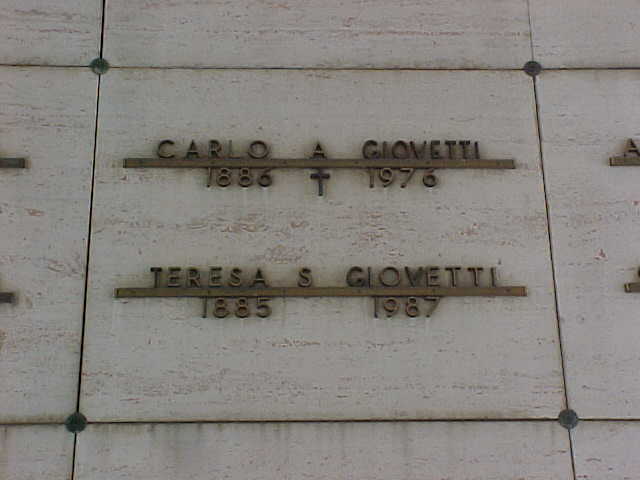 CARLO A GIOVETTI
1886 1976
TERESA S GIOVETTI
1885 1987